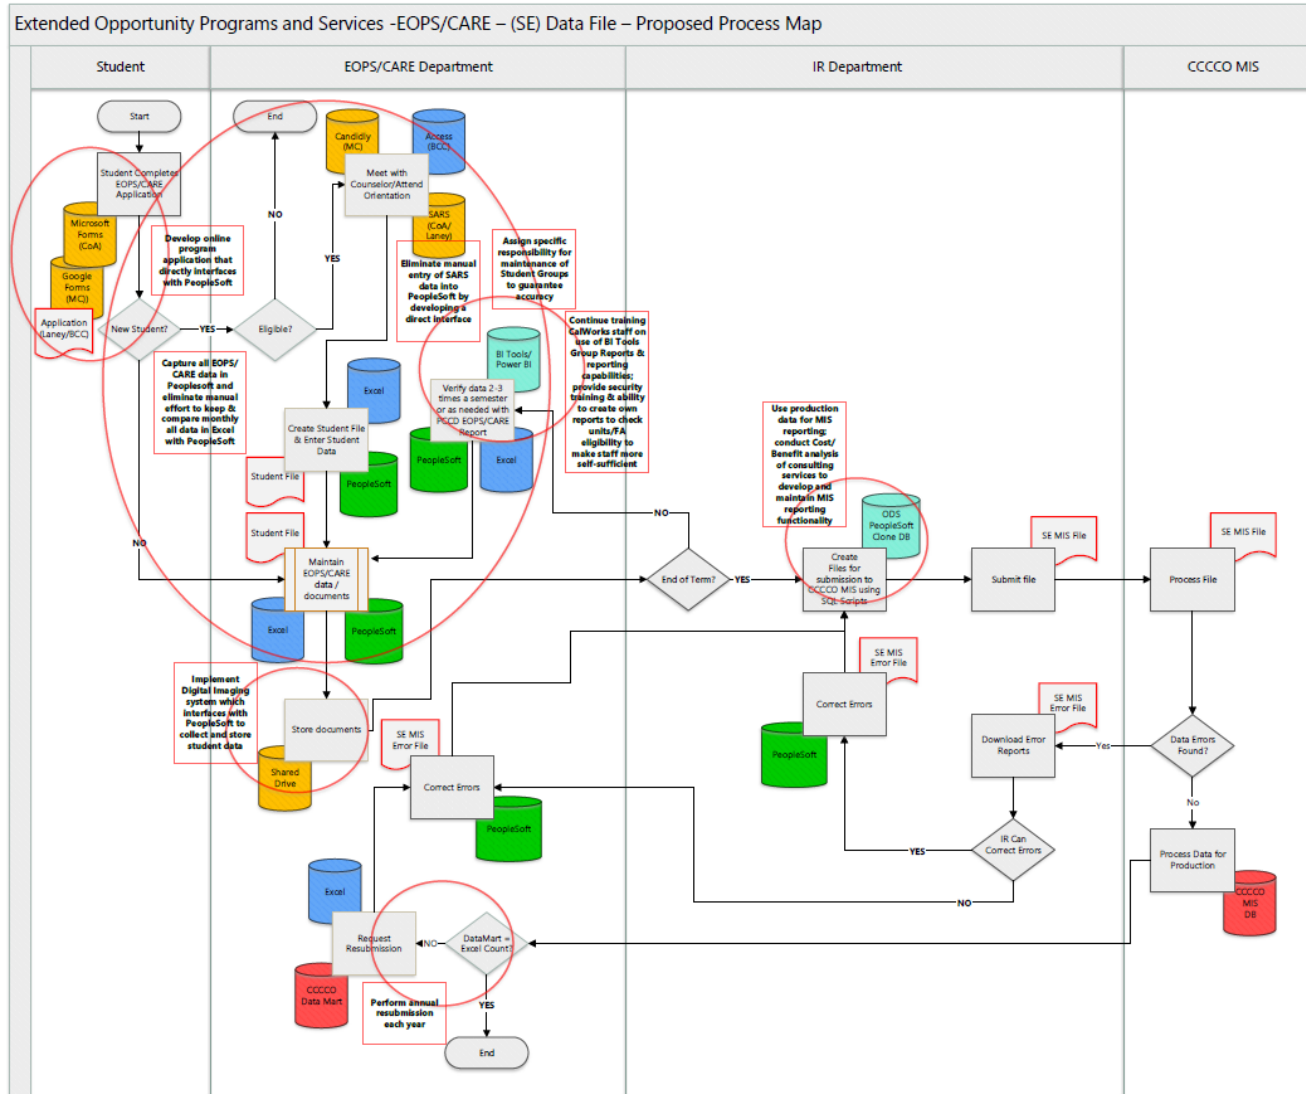 Extended Opportunity Programs and Services -EOPS/CARE – (SE) Data File – Proposed Process Map
Student
EOPS/CARE Department
IR Department
CCCCO MIS
Start
End
Candidly
(MC)
Access
(BCC)
Student Completes
EOPS/CARE
Application
Meet with
Counselor/Attend
Orientation
Microsoft
Forms
(CoA)
SARS
(CoA/
Laney)
NO
YES
Develop online
program
application that
directly interfaces
with PeopleSoft
Eliminate manual
entry of SARS
data into
PeopleSoft by
developing a
direct interface
Assign specific
responsibility for
maintenance of
Student Groups
to guarantee
accuracy
Google
Forms
(MC))
Application
(Laney/BCC)
New Student?
YES
Eligible?
Continue training
CalWorks staff on
use of BI Tools
Group Reports &
reporting
capabilities;
provide security
training & ability
to create own
reports to check
units/FA
eligibility to
make staff more
self-sufficient
BI Tools/
Power BI
Capture all EOPS/
CARE data in
Peoplesoft and
eliminate manual
effort to keep &
compare monthly
all data in Excel
with PeopleSoft
Excel
Verify data 2-3
times a semester
or as needed with
PCCD EOPS/CARE
Report
Create Student File
& Enter Student
Data
PeopleSoft
Excel
Student File
PeopleSoft
Use production
data for MIS
reporting;
conduct Cost/
Benefit analysis
of consulting
services to
develop and
maintain MIS
reporting
functionality
ODS
PeopleSoft
Clone DB
NO
SE MIS File
SE MIS File
Student File
NO
Maintain
EOPS/CARE
data /
documents
End of Term?
YES
Create
Files for
submission to
CCCCO MIS using
SQL Scripts
Submit file
Process File
Excel
PeopleSoft
SE MIS
Error File
Implement
Digital Imaging
system which
interfaces with
PeopleSoft to
collect and store
student data
Store documents
Shared
Drive
SE MIS
Error File
Correct Errors
PeopleSoft
Correct Errors
PeopleSoft
SE MIS
Error File
Download Error
Reports
Yes
Data Errors
Found?
No
IR Can
Correct Errors
YES
NO
Process Data for
Production
CCCCO
MIS
DB
Excel
Request
Resubmission
NO
DataMart =
Excel Count?
CCCCO
Data Mart
Perform annual
resubmission
each year
YES
End